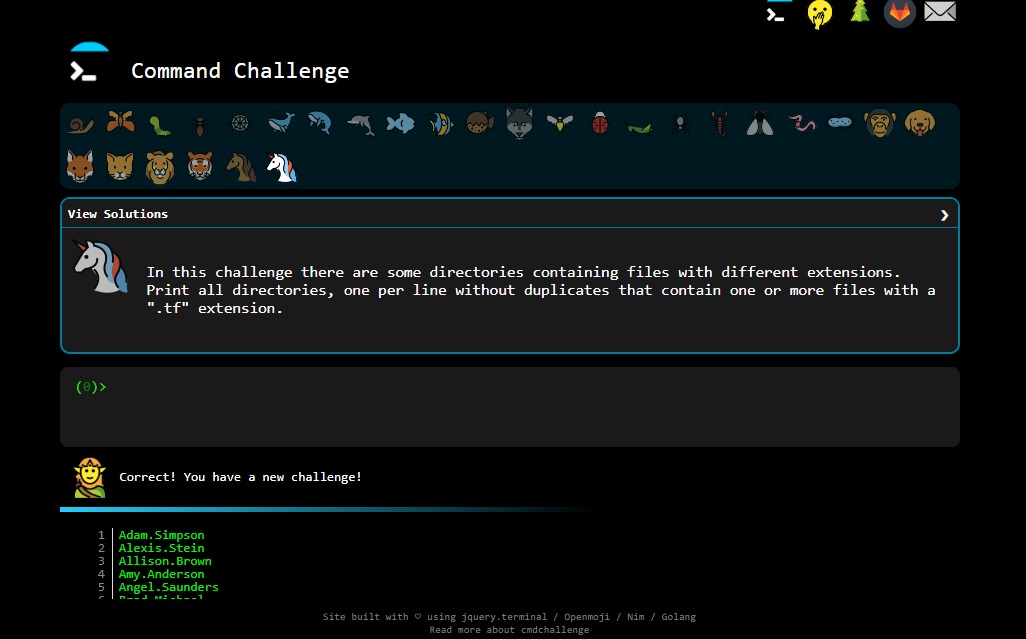 Command Challenge
View Solutions
In this challenge there are some directories containing files with different extensions.
Print all directories, one per line without duplicates that contain one or more files with a
".tf" extension.
(0)>
Correct! You have a new challenge!
1 Adam.Simpson
2 Alexis.Stein
3 Allison.Brown
4 Amy.Anderson
5 Angel.Saunders
Site built with ♡ using jquery.terminal / Openmoji / Nim / Golang
Read more about cmdchallenge